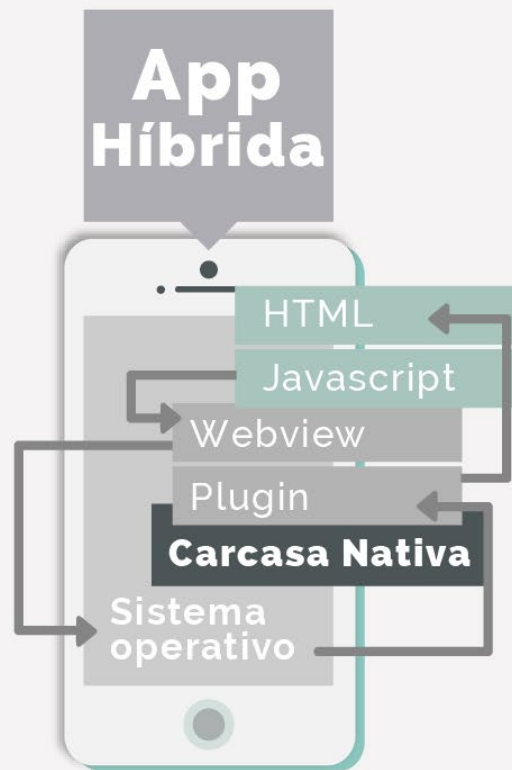 App
Híbrida
HTML
Javascript
Webview
Plugin
Carcasa Nativa
Sistema
operativo